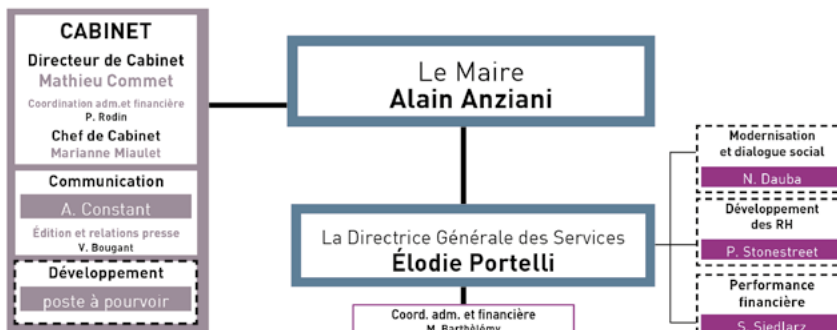 CABINET
Directeur de Cabinet
Mathieu Commet
Coordination adm.et financière
P. Rodin
Chef de Cabinet
Marianne Miaulet
Communication
A. Constant
Édition et relations presse
V. Bougant
Développement
poste à pourvoir
Le Maire
Alain Anziani
La Directrice Générale des Services
Élodie Portelli
Coord. adm. et financière
M. Barthèlémy
Modernisation
et dialogue social
N. Dauba
Développement
des RH
P. Stonestreet
Performance
financière
S. Siedlarz